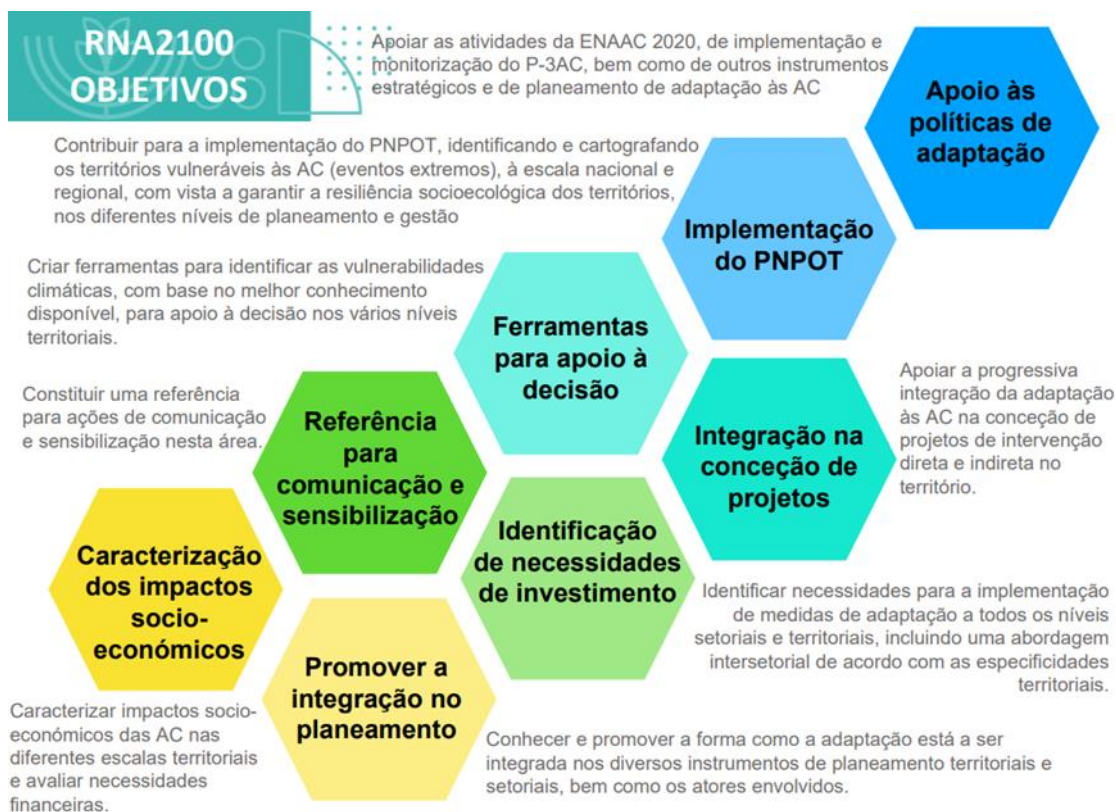 RNA2100
OBJETIVOS
Apoiar as atividades da ENAAC 2020, de implementação e
monitorização do P-3AC, bem como de outros instrumentos
estratégicos e de planeamento de adaptação às AC
Apoio às
políticas de
adaptação
Contribuir para a implementação do PNPOT, identificando e cartografando
os territórios vulneráveis às AC (eventos extremos), à escala nacional e
regional, com vista a garantir a resiliência socioecológica dos territórios,
nos diferentes níveis de planeamento e gestão
Implementação
do PNPOT
Criar ferramentas para identificar as vulnerabilidades
climáticas, com base no melhor conhecimento
disponível, para apoio à decisão nos vários níveis
territoriais.
Ferramentas
para apoio à
decisão
Constituir uma referência
para ações de comunicação
e sensibilização nesta área.
Referência
para
comunicação e
sensibilização
Integração na
conceção de
projetos
Apoiar a progressiva
integração da adaptação
às AC na conceção de
projetos de intervenção
direta e indireta no
território.
Identificação
de necessidades
de investimento
Identificar necessidades para a implementação
de medidas de adaptação a todos os níveis
setoriais e territoriais, incluindo uma abordagem
intersetorial de acordo com as especificidades
territoriais.
Caracterização
dos impactos
socio-
económicos
Caracterizar impactos socio-
económicos das AC nas
diferentes escalas territoriais
e avaliar necessidades
financeiras.
Promover a
integração no
planeamento
Conhecer e promover a forma como a adaptação está a ser
integrada nos diversos instrumentos de planeamento territoriais e
setoriais, bem como os atores envolvidos.